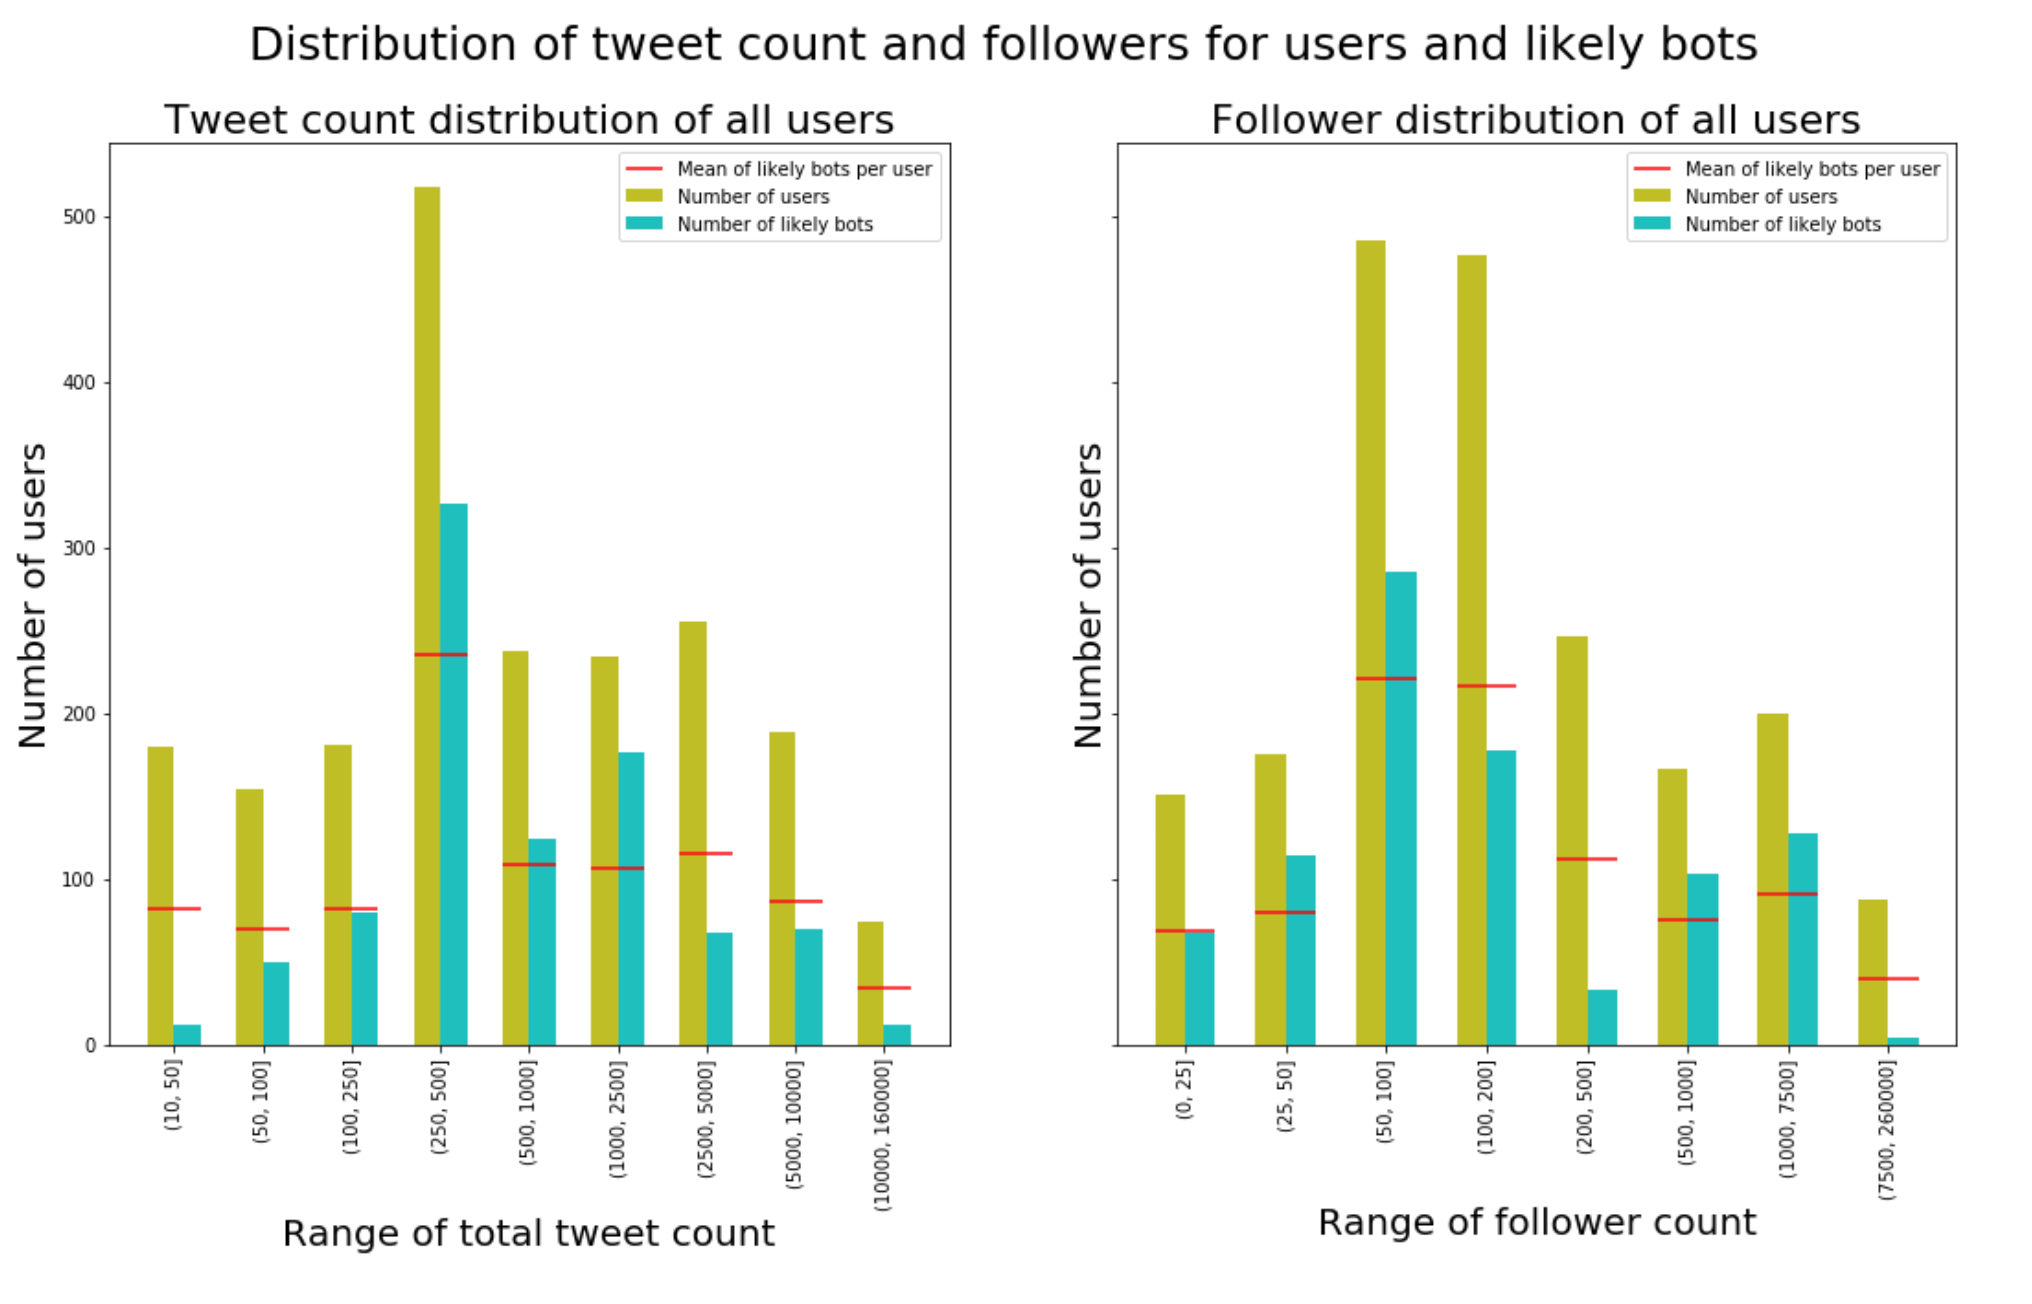 Distribution of tweet count and followers for users and likely bots
Tweet count distribution of all users
Mean of likely bots per user
Number of users
Number of likely bots
Number of users
500
400
300
200
100
0
(10, 50]
(50, 100]
(100, 250]
(250, 500]
(500, 1000]
(1000, 2500]
(2500, 5000]
(5000, 10000]
(10000, 160000]
Range of total tweet count
Follower distribution of all users
Mean of likely bots per user
Number of users
Number of likely bots
Number of users
(0, 25]
(25, 50]
(50, 100]
(100, 200]
(200, 500]
(500, 1000]
(1000, 7500]
(7500, 260000]
Range of follower count